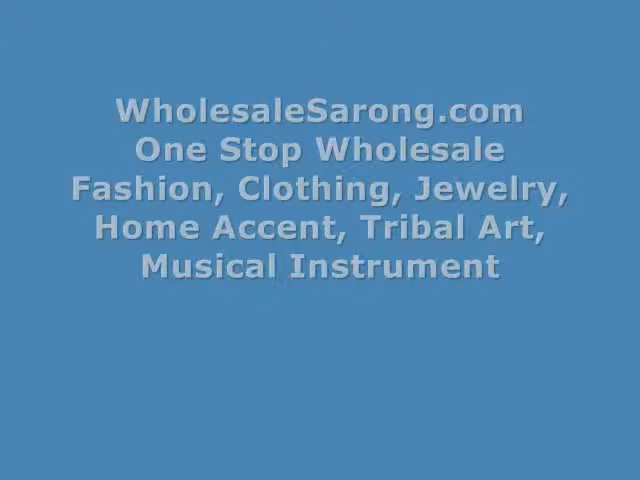 WholesaleSarong.com
One Stop Wholesale
Fashion, Clothing, Jewelry,
Home Accent, Tribal Art,
Musical Instrument